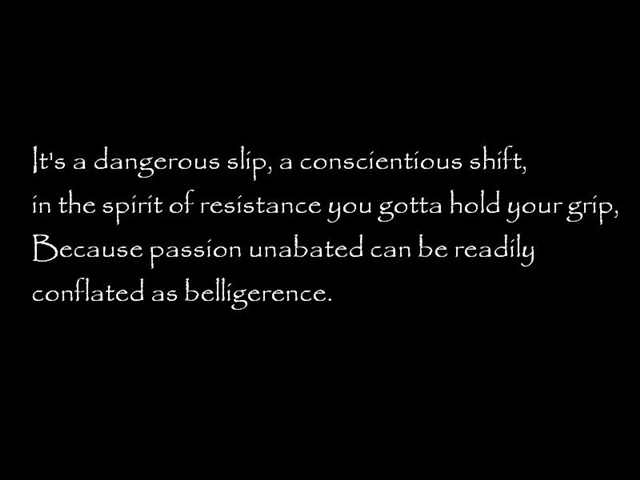 It's a dangerous slip, a conscientious shift,
in the spirit of resistance you gotta hold your grip,
Because passion unabated can be readily
conflated as belligerence.